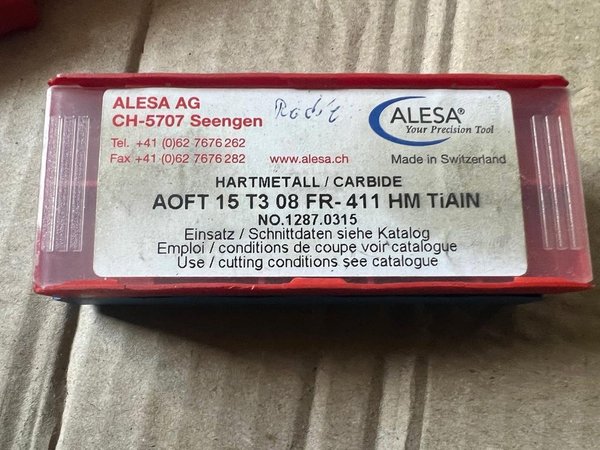 ALESA AG
CH-5707 Seengen
Tel. +41 (0)62 7676 262
Fax +41 (0)62 7676 282
www.alesa.ch
ALESA®
Your Precision Tool
Made in Switzerland
HARTMETALL / CARBIDE
AOFT 15 T3 08 FR- 411 HM TiAlN
NO.1287.0315
Einsatz / Schnittdaten siehe Katalog
Emploi / conditions de coupe voir catalogue
Use / cutting conditions see catalogue